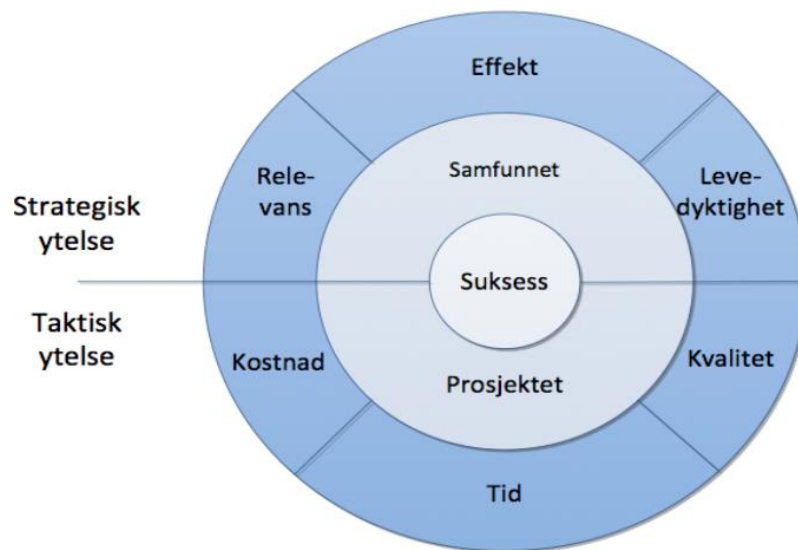 Effekt
Samfunnet
Rele-
vans
Leve-
dyktighet
Strategisk
ytelse
Suksess
Taktisk
ytelse
Kostnad
Kvalitet
Prosjektet
Tid